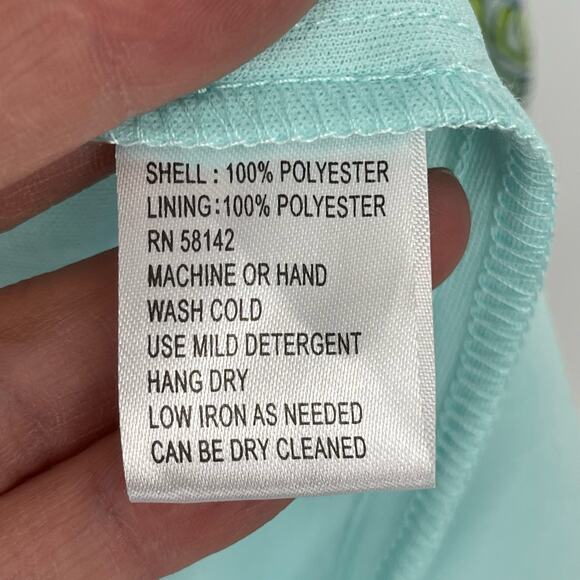 SHELL : 100% POLYESTER
LINING:100% POLYESTER
RN 58142
MACHINE OR HAND
WASH COLD
USE MILD DETERGENT
HANG DRY
LOW IRON AS NEEDED
CAN BE DRY CLEANED